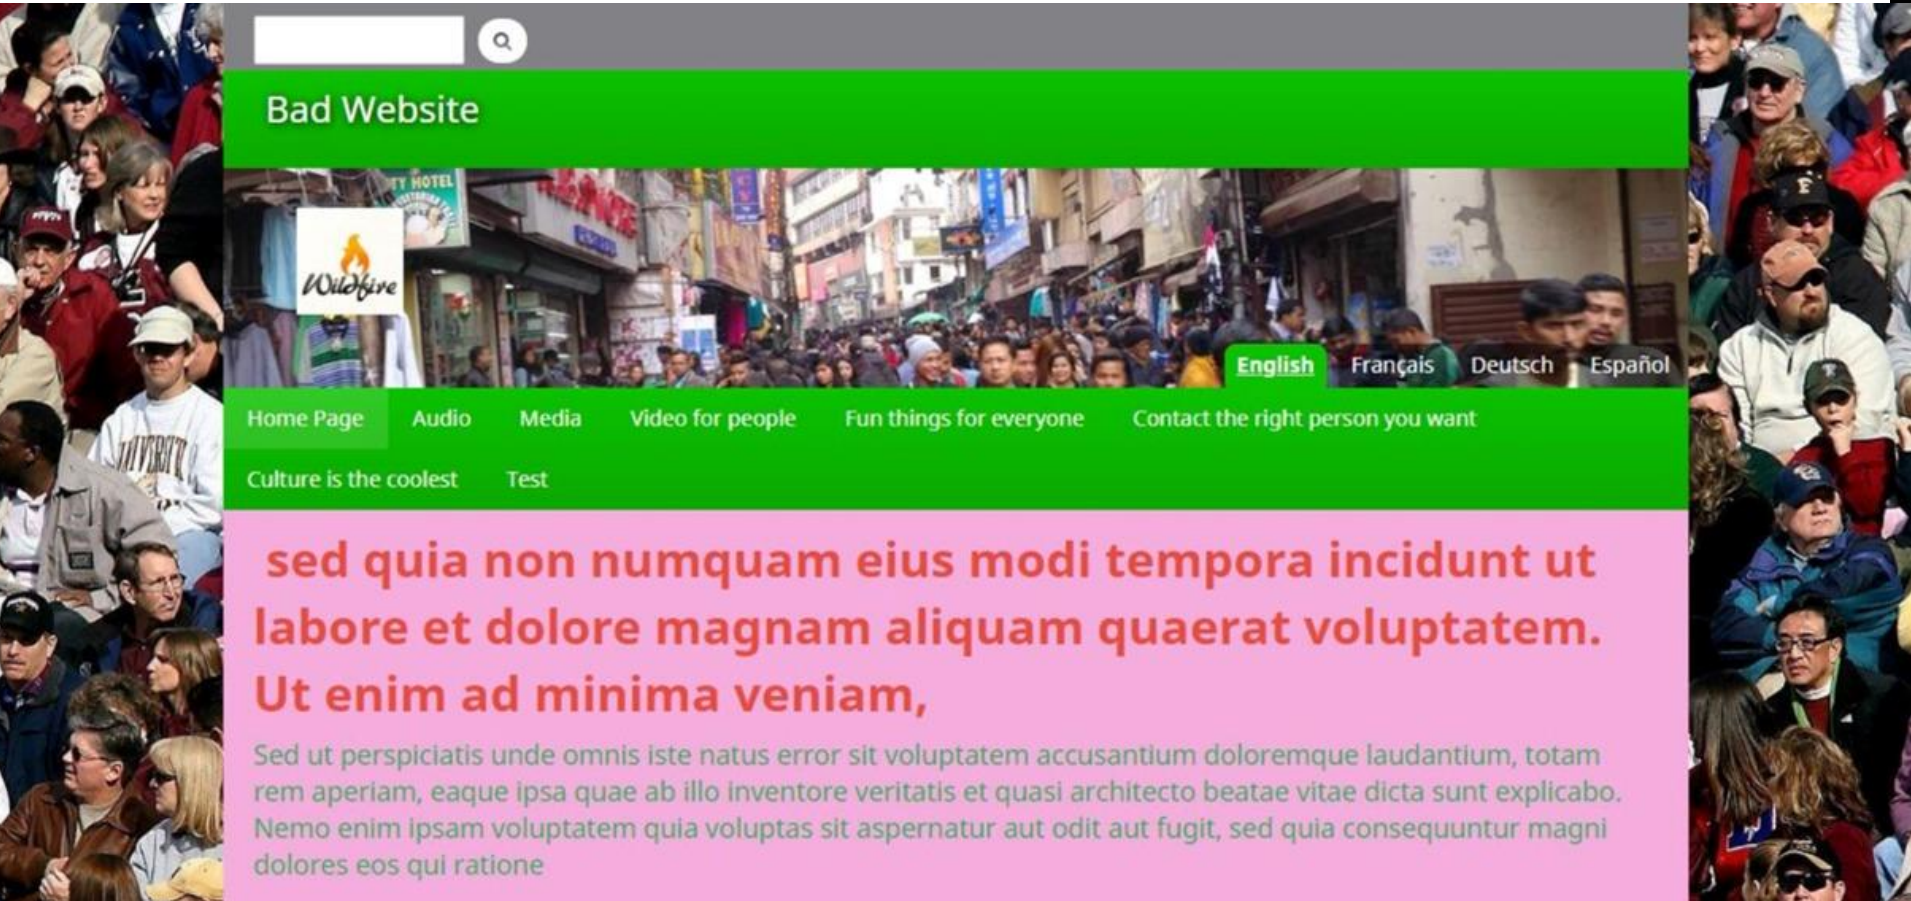 Bad Website
TY HOTEL
Wildfire
English Français Deutsch Español
Home Page Audio Media Video for people Fun things for everyone Contact the right person you want
Culture is the coolest Test
sed quia non numquam eius modi tempora incidunt ut
labore et dolore magnam aliquam quaerat voluptatem.
Ut enim ad minima veniam,
Sed ut perspiciatis unde omnis iste natus error sit voluptatem accusantium doloremque laudantium, totam
rem aperiam, eaque ipsa quae ab illo inventore veritatis et quasi architecto beatae vitae dicta sunt explicabo.
Nemo enim ipsam voluptatem quia voluptas sit aspernatur aut odit aut fugit, sed quia consequuntur magni
dolores eos qui ratione